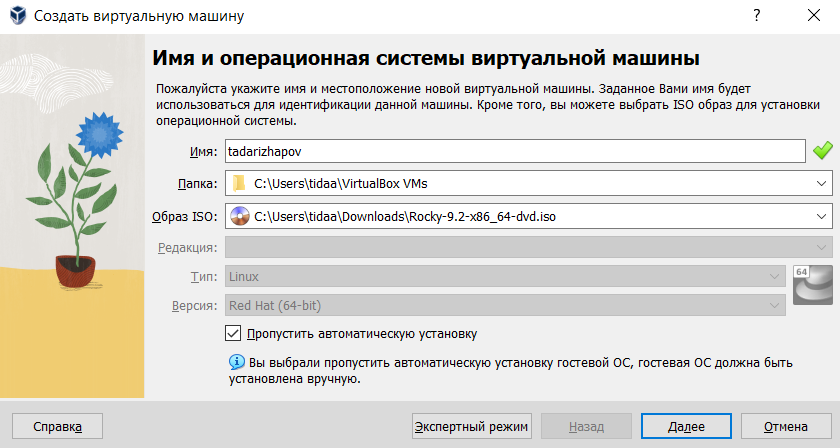 Создать виртуальную машину
?
Имя и операционная системы виртуальной машины
Пожалуйста укажите имя и местоположение новой виртуальной машины. Заданное Вами имя будет
использоваться для идентификации данной машины. Кроме того, вы можете выбрать ISO образ для установки
операционной системы.
Имя: tadarizhapov
Папка: C:\Users\tidaa\VirtualBox VMs
Образ ISO: C:\Users\tidaa\Downloads\Rocky-9.2-x86_64-dvd.iso
Редакция:
Тип: Linux
64
Версия: Red Hat (64-bit)
Пропустить автоматическую установку
Вы выбрали пропустить автоматическую установку гостевой ОС, гостевая ОС должна быть
установлена вручную.
Справка Экспертный режим Назад Далее Отмена